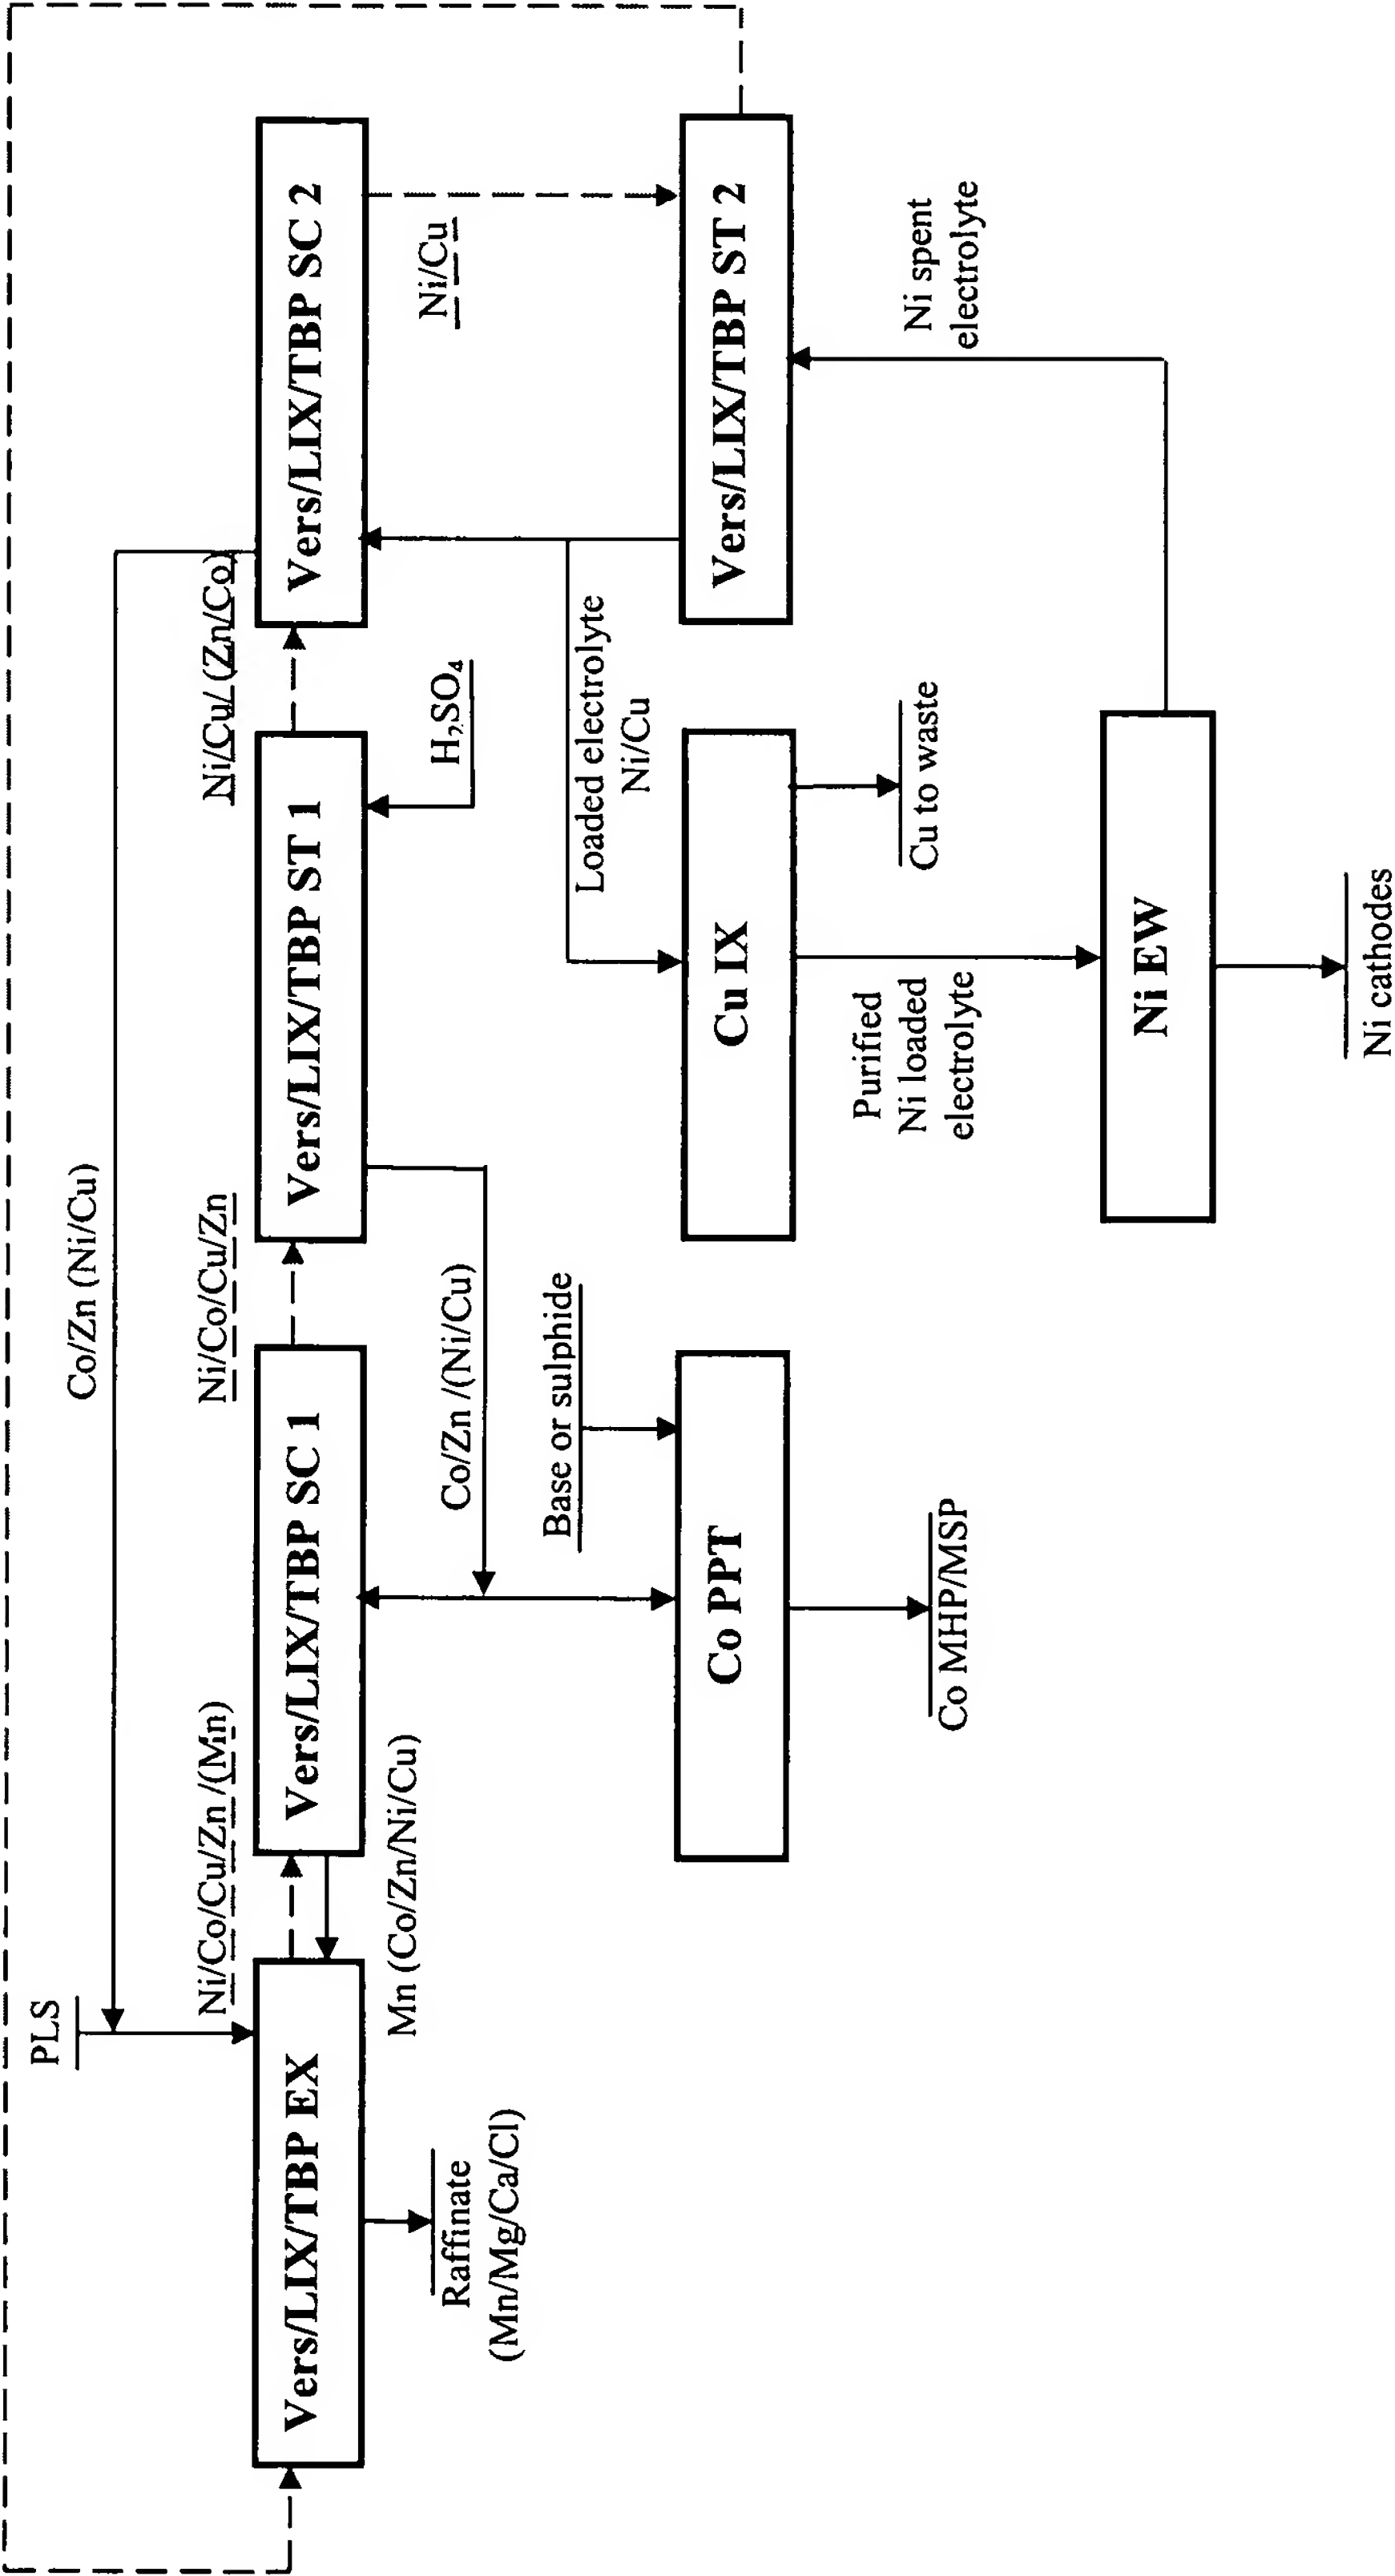 PLS
Co/Zn (Ni/Cu)
Ni/Co/Cu/Zn /(Mn)
Ni/Co/Cu/Zn
Ni/Cu/ (Zn/Co)
Vers/LIX/TBP EX
Vers/LIX/TBP SC 1
Vers/LIX/TBP ST 1
Vers/LIX/TBP SC 2
Raffinate
(Mn/Mg/Ca/Cl)
Mn (Co/Zn/Ni/Cu)
Co/Zn /(Ni/Cu)
H2SO4
Ni/Cu
Base or sulphide
Loaded electrolyte
Ni/Cu
Co PPT
Cu IX
Vers/LIX/TBP ST 2
Co MHP/MSP
Purified
Ni loaded
electrolyte
Cu to waste
Ni spent
electrolyte
Ni EW
Ni cathodes